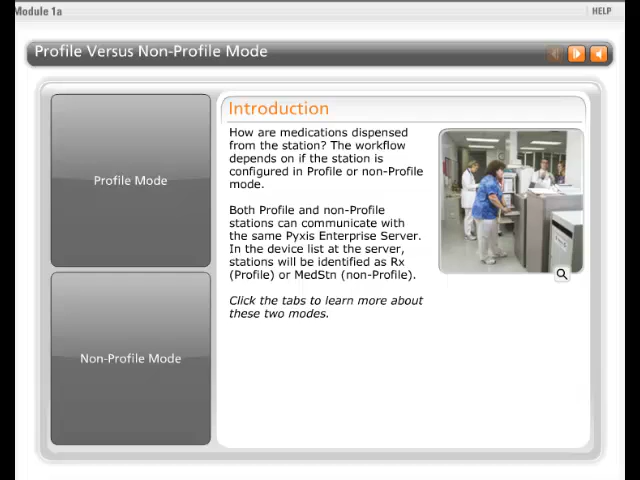 Module 1a
HELP
Profile Versus Non-Profile Mode
Profile Mode
Non-Profile Mode
Introduction
How are medications dispensed
from the station? The workflow
depends on if the station is
configured in Profile or non-Profile
mode.
Both Profile and non-Profile
stations can communicate with
the same Pyxis Enterprise Server.
In the device list at the server,
stations will be identified as Rx
(Profile) or MedStn (non-Profile).
Click the tabs to learn more about
these two modes.